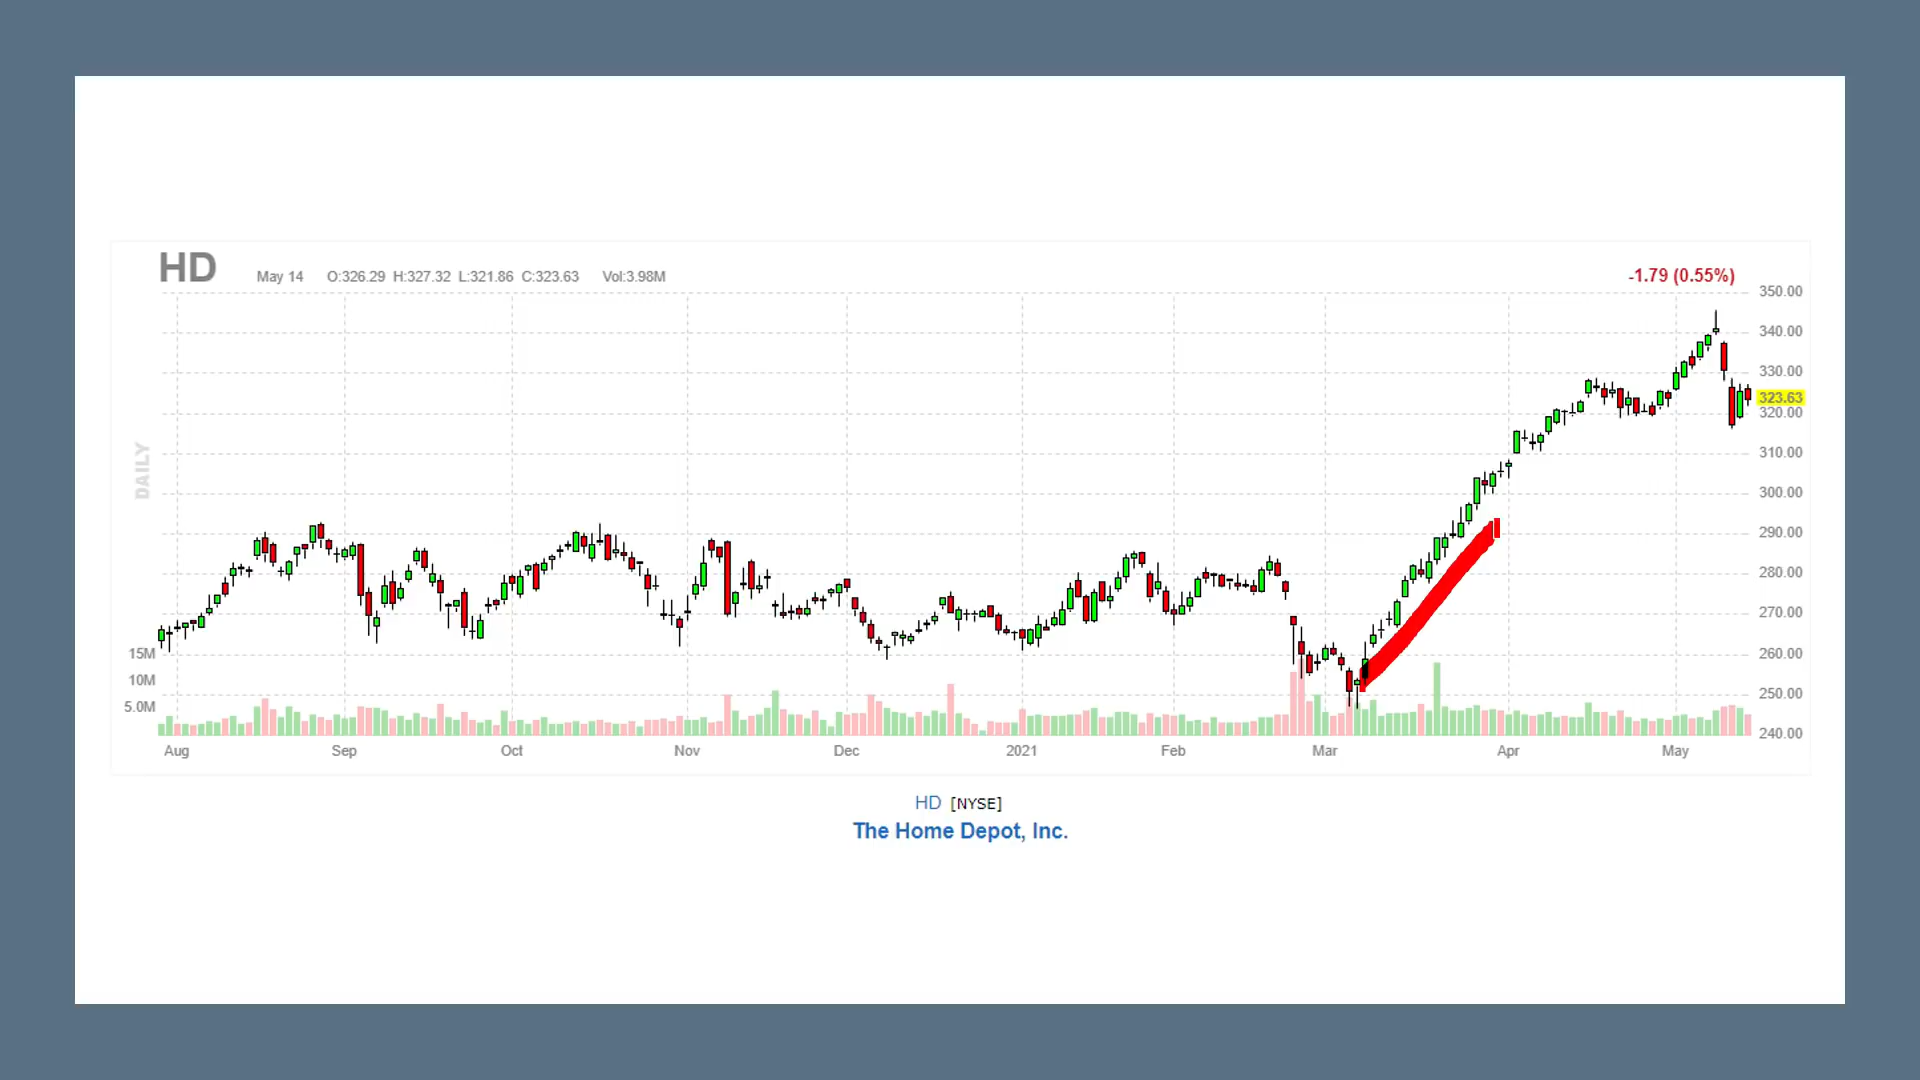 HD May 14 O:326.29 H:327.32 L:321.86 C:323.63 Vol:3.98M -1.79 (0.55%)
350.00
340.00
330.00
323.63
320.00
310.00
300.00
290.00
280.00
270.00
260.00
250.00
240.00
DAILY
15M
10M
5.0M
Aug Sep Oct Nov Dec 2021 Feb Mar Apr May
HD [NYSE]
The Home Depot, Inc.